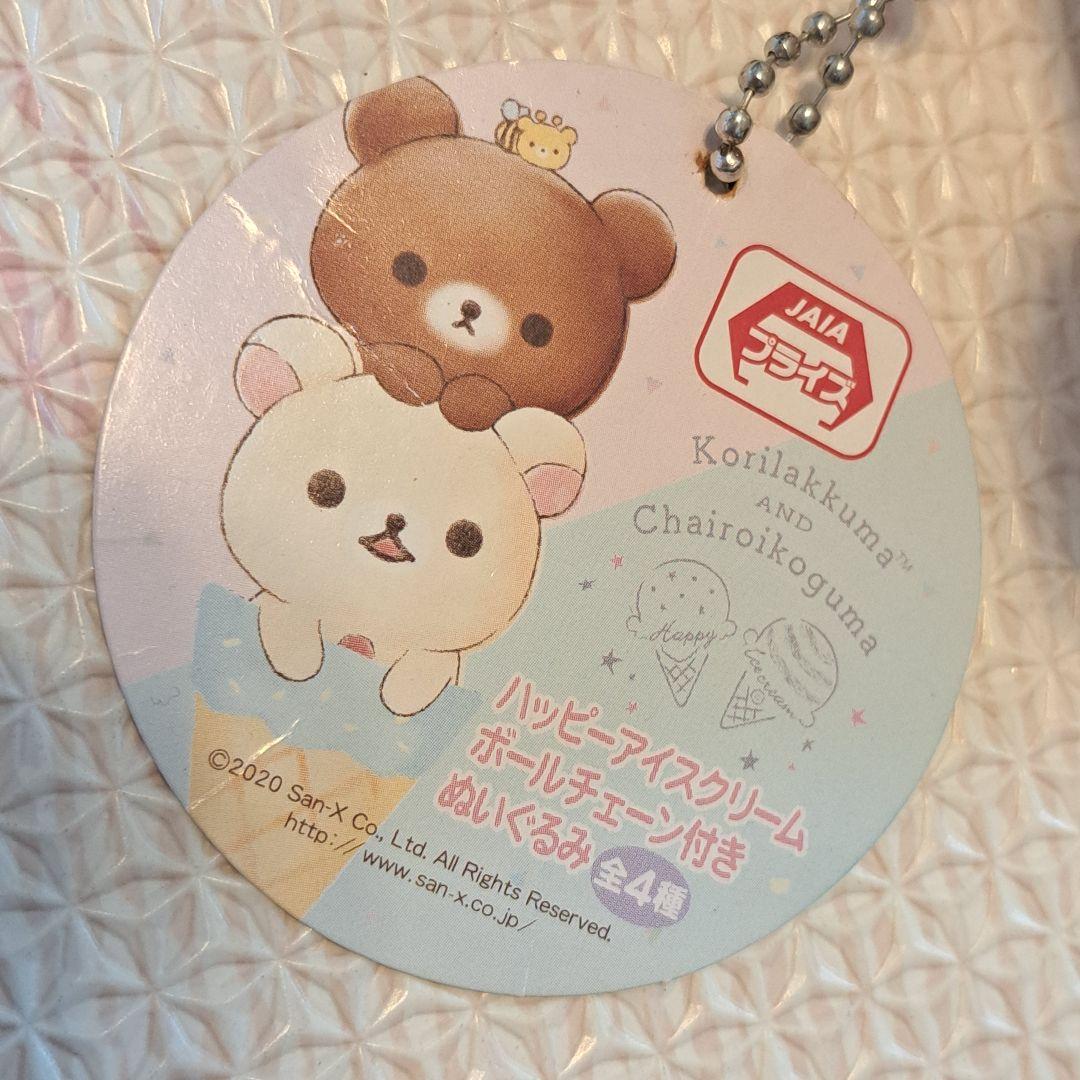 JAIA
プライズ
Korilakkuma™
AND
Chairoikoguma
Happy
Icecream
ハッピーアイスクリーム
ボールチェーン付き
ぬいぐるみ 全4種
©2020 San-X Co., Ltd. All Rights Reserved.
http://www.san-x.co.jp/